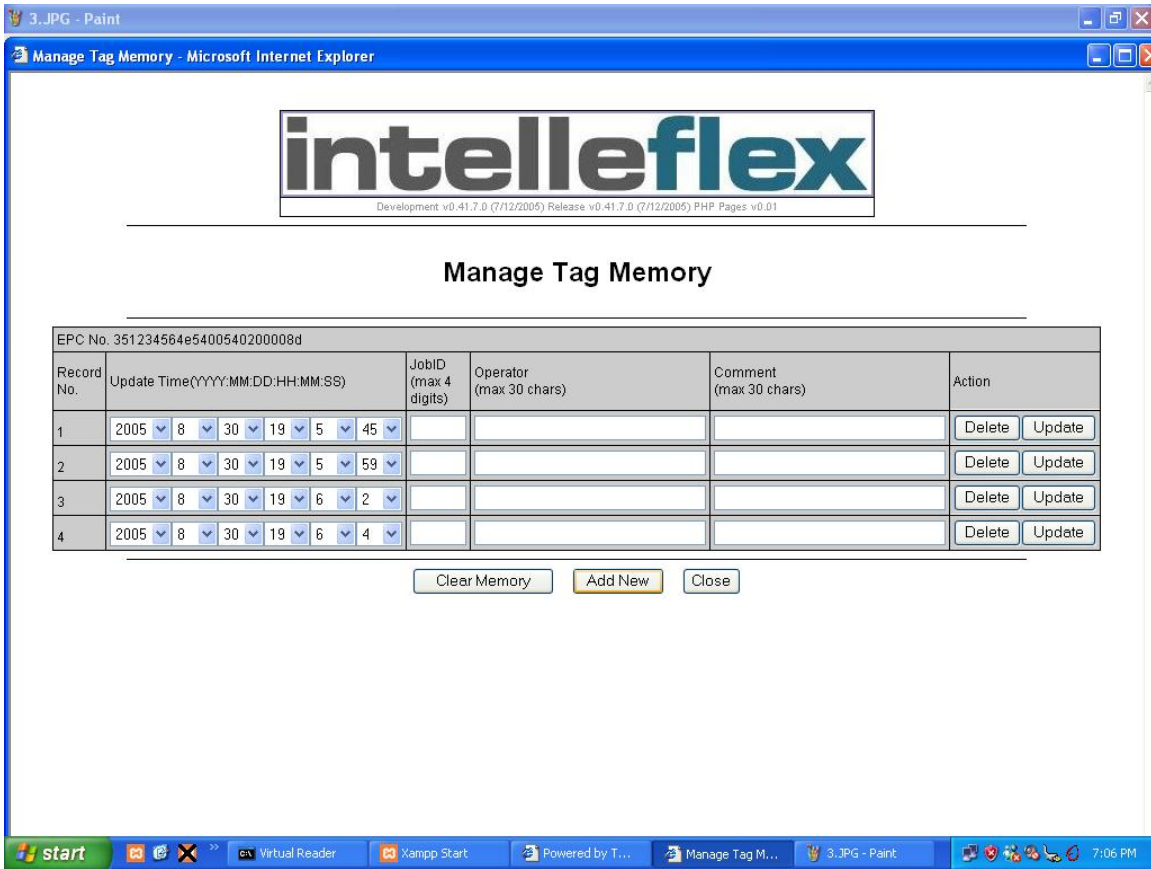 3.JPG - Paint
Manage Tag Memory - Microsoft Internet Explorer
intelleflex
Development v0.41.7.0 (7/12/2005) Release v0.41.7.0 (7/12/2005) PHP Pages v0.01
Manage Tag Memory
EPC No. 351234564e5400540200008d
Record No. Update Time(YYYY:MM:DD:HH:MM:SS) JobID (max 4 digits) Operator (max 30 chars) Comment (max 30 chars) Action
1 2005 8 30 19 5 45 Delete Update
2 2005 8 30 19 5 59 Delete Update
3 2005 8 30 19 6 2 Delete Update
4 2005 8 30 19 6 4 Delete Update
Clear Memory Add New Close
start Virtual Reader Xampp Start Powered by T... Manage Tag M... 3.JPG - Paint 7:06 PM